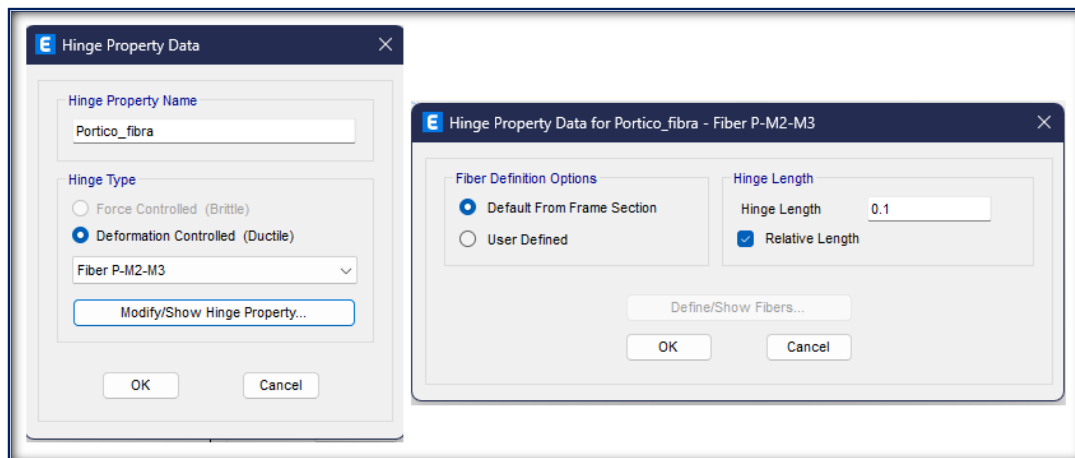 E Hinge Property Data
Hinge Property Name
Portico_fibra
Hinge Type
Force Controlled (Brittle)
Deformation Controlled (Ductile)
Fiber P-M2-M3
Modify/Show Hinge Property...
OK Cancel
E Hinge Property Data for Portico_fibra - Fiber P-M2-M3
Fiber Definition Options
Default From Frame Section
User Defined
Hinge Length
Hinge Length 0.1
Relative Length
Define/Show Fibers...
OK Cancel